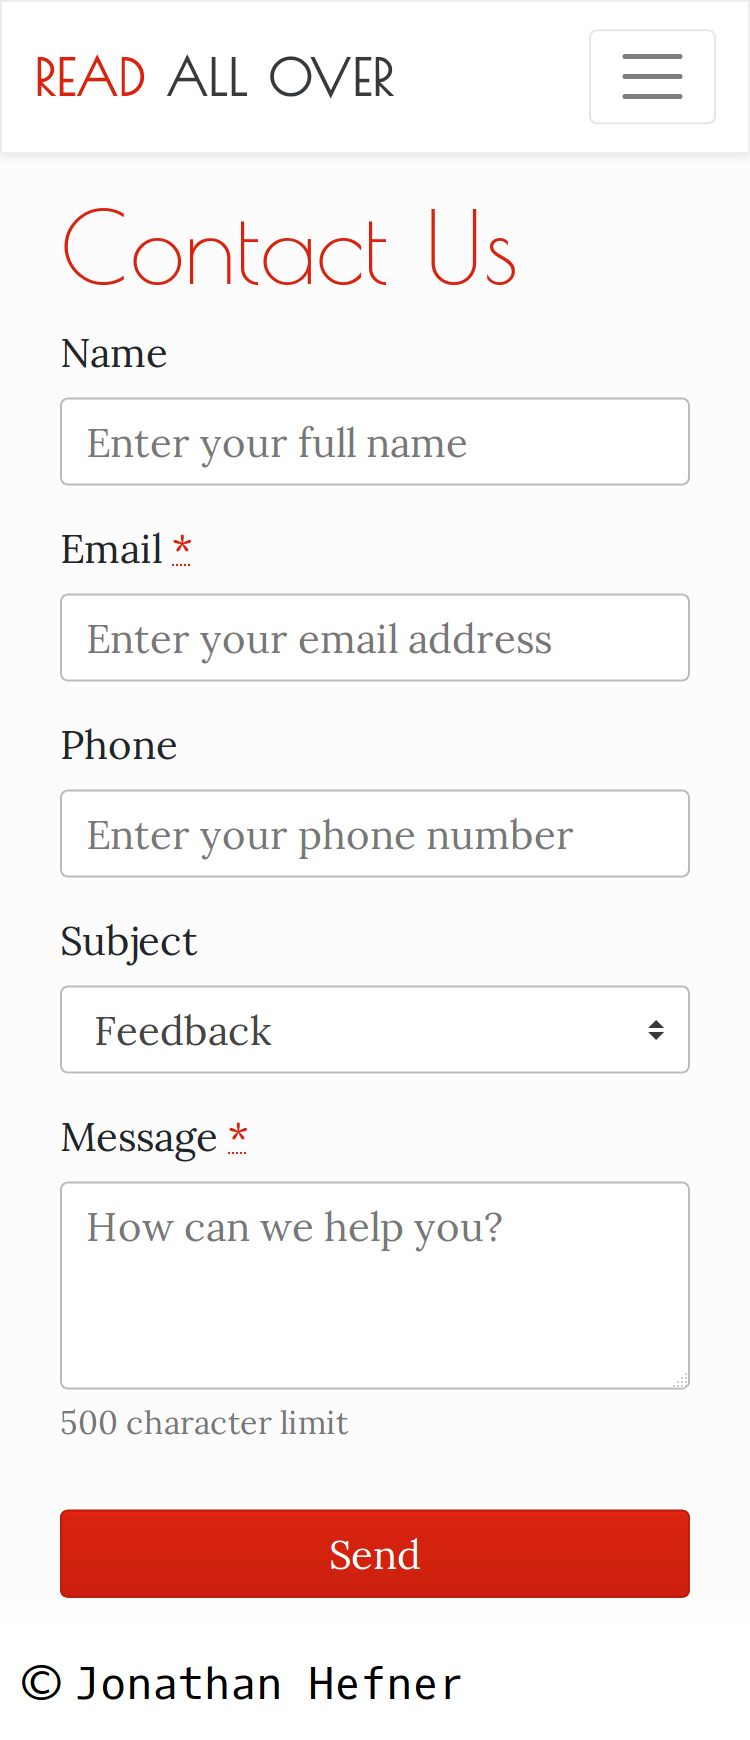 READ ALL OVER
Contact Us
Name
Enter your full name
Email *
Enter your email address
Phone
Enter your phone number
Subject
Feedback
Message *
How can we help you?
500 character limit
Send
© Jonathan Hefner